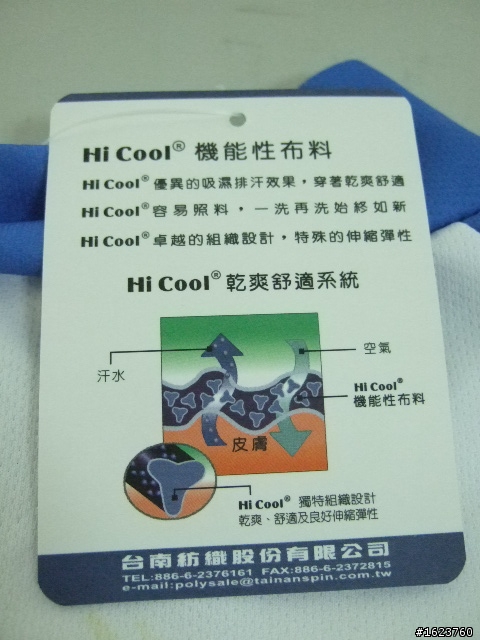 Hi Cool® 機能性布料
Hi Cool® 優異的吸濕排汗效果，穿著乾爽舒適
Hi Cool® 容易照料，一洗再洗始終如新
Hi Cool® 卓越的組織設計，特殊的伸縮彈性
Hi Cool® 乾爽舒適系統
汗水
空氣
Hi Cool®
機能性布料
皮膚
Hi Cool® 獨特組織設計
乾爽、舒適及良好伸縮彈性
台南紡織股份有限公司
TEL:886-6-2376161 FAX:886-6-2372815
e-mail:polysale@tainanspin.com.tw
#1623760